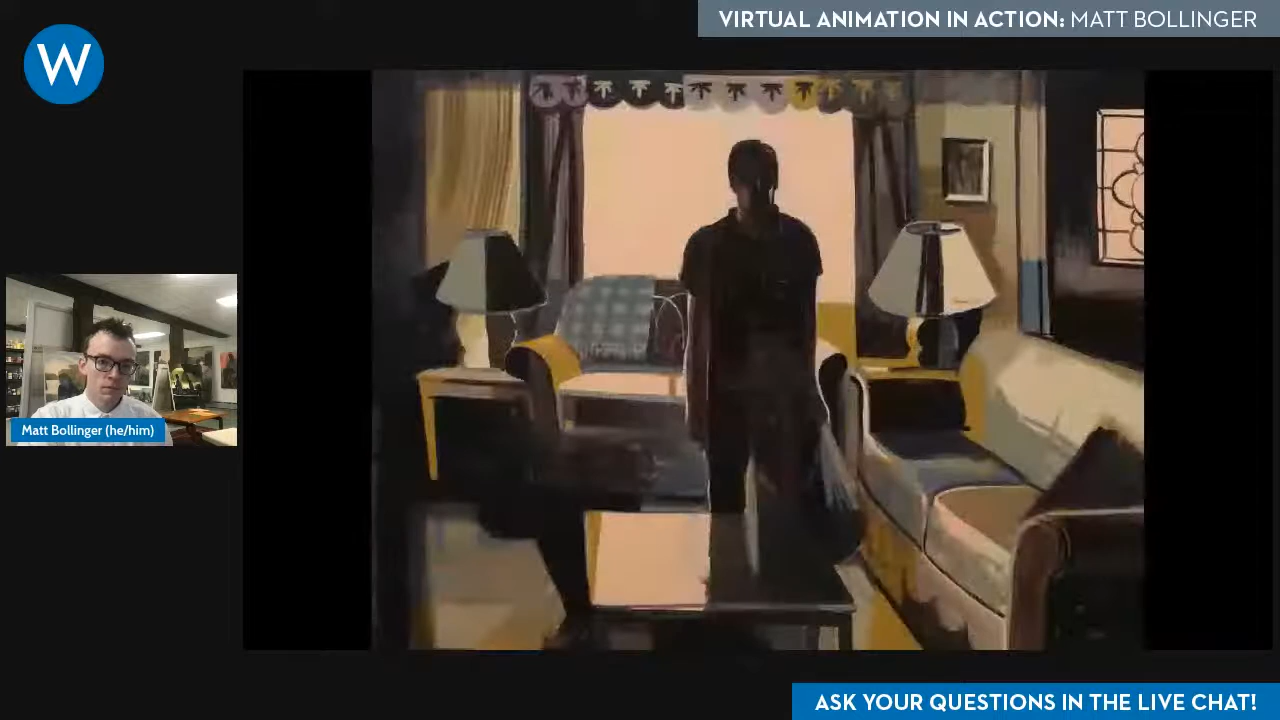 VIRTUAL ANIMATION IN ACTION: MATT BOLLINGER
W
Matt Bollinger (he/him)
ASK YOUR QUESTIONS IN THE LIVE CHAT!